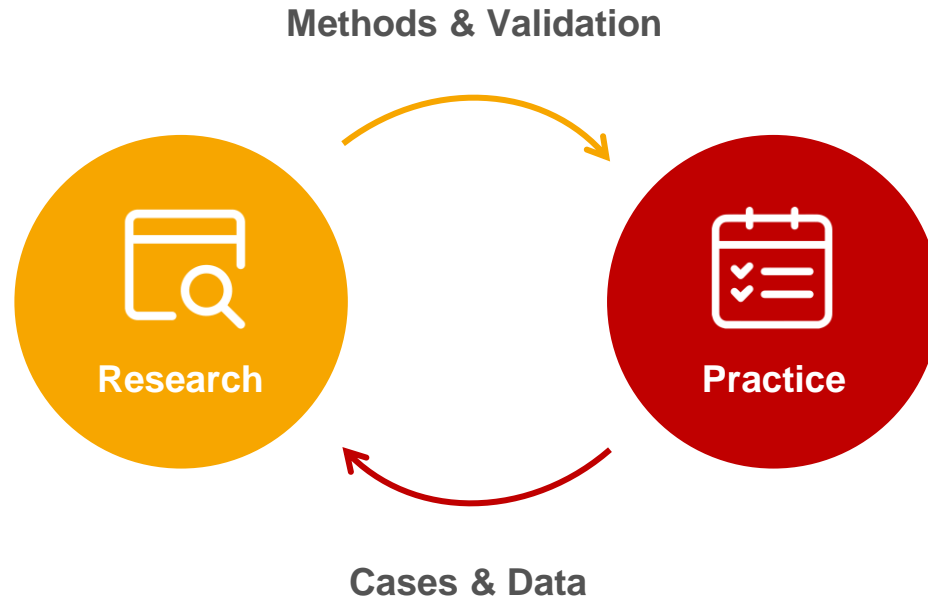 Methods & Validation
Research
Practice
Cases & Data